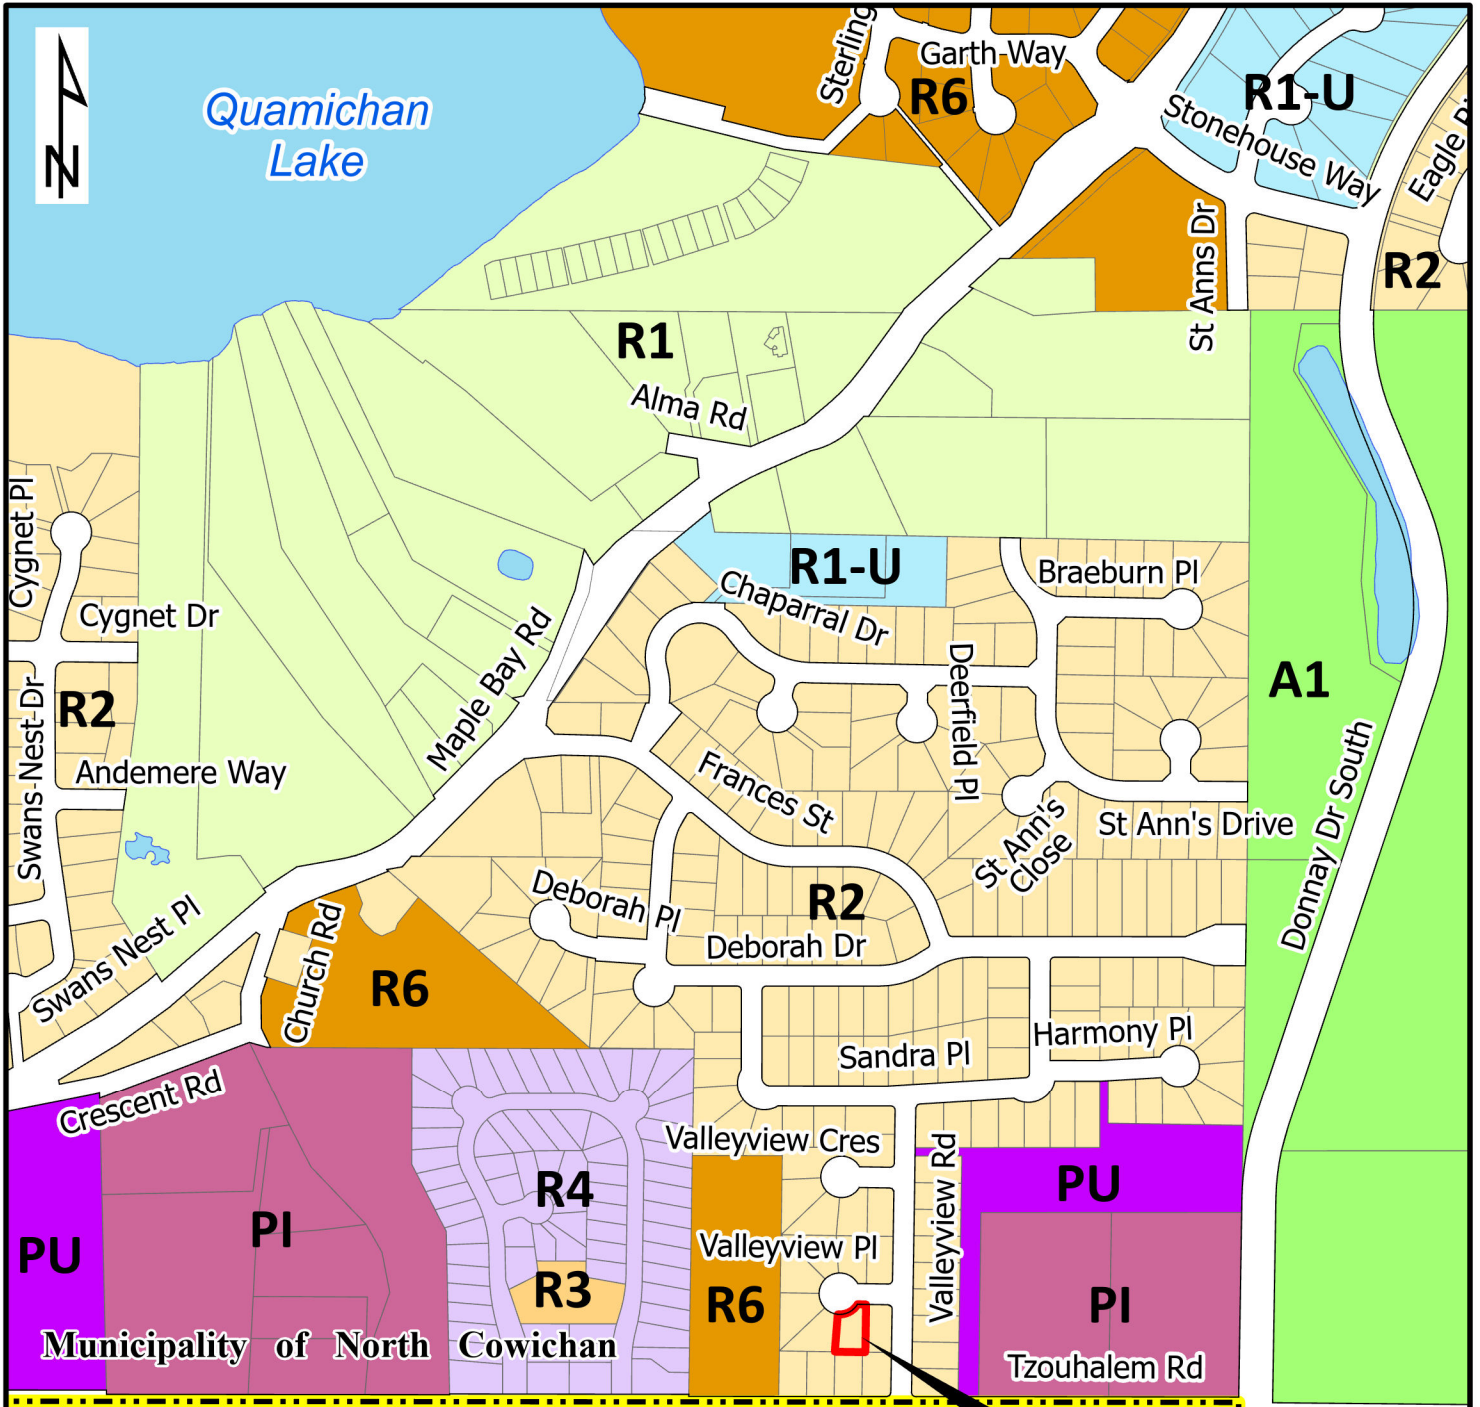 N
Quamichan
Lake
Sterling
Garth Way
R6
R1-U
Stonehouse Way
Eagle
St Anns Dr
R2
R1
Alma Rd
Cygnet Pl
R1-U
Braeburn Pl
Chaparral Dr
Cygnet Dr
Maple Bay Rd
Deerfield Pl
A1
Swans Nest Dr
R2
Andemere Way
Frances St
St Ann's
Close
St Ann's Drive
Donnay Dr South
Deborah Pl
R2
Swans Nest Pl
Church Rd
R6
Deborah Dr
Sandra Pl
Harmony Pl
Crescent Rd
Valleyview Cres
Valleyview Rd
R4
PU
PI
PU
Valleyview Pl
R3
R6
PI
Municipality of North Cowichan
Tzouhalem Rd